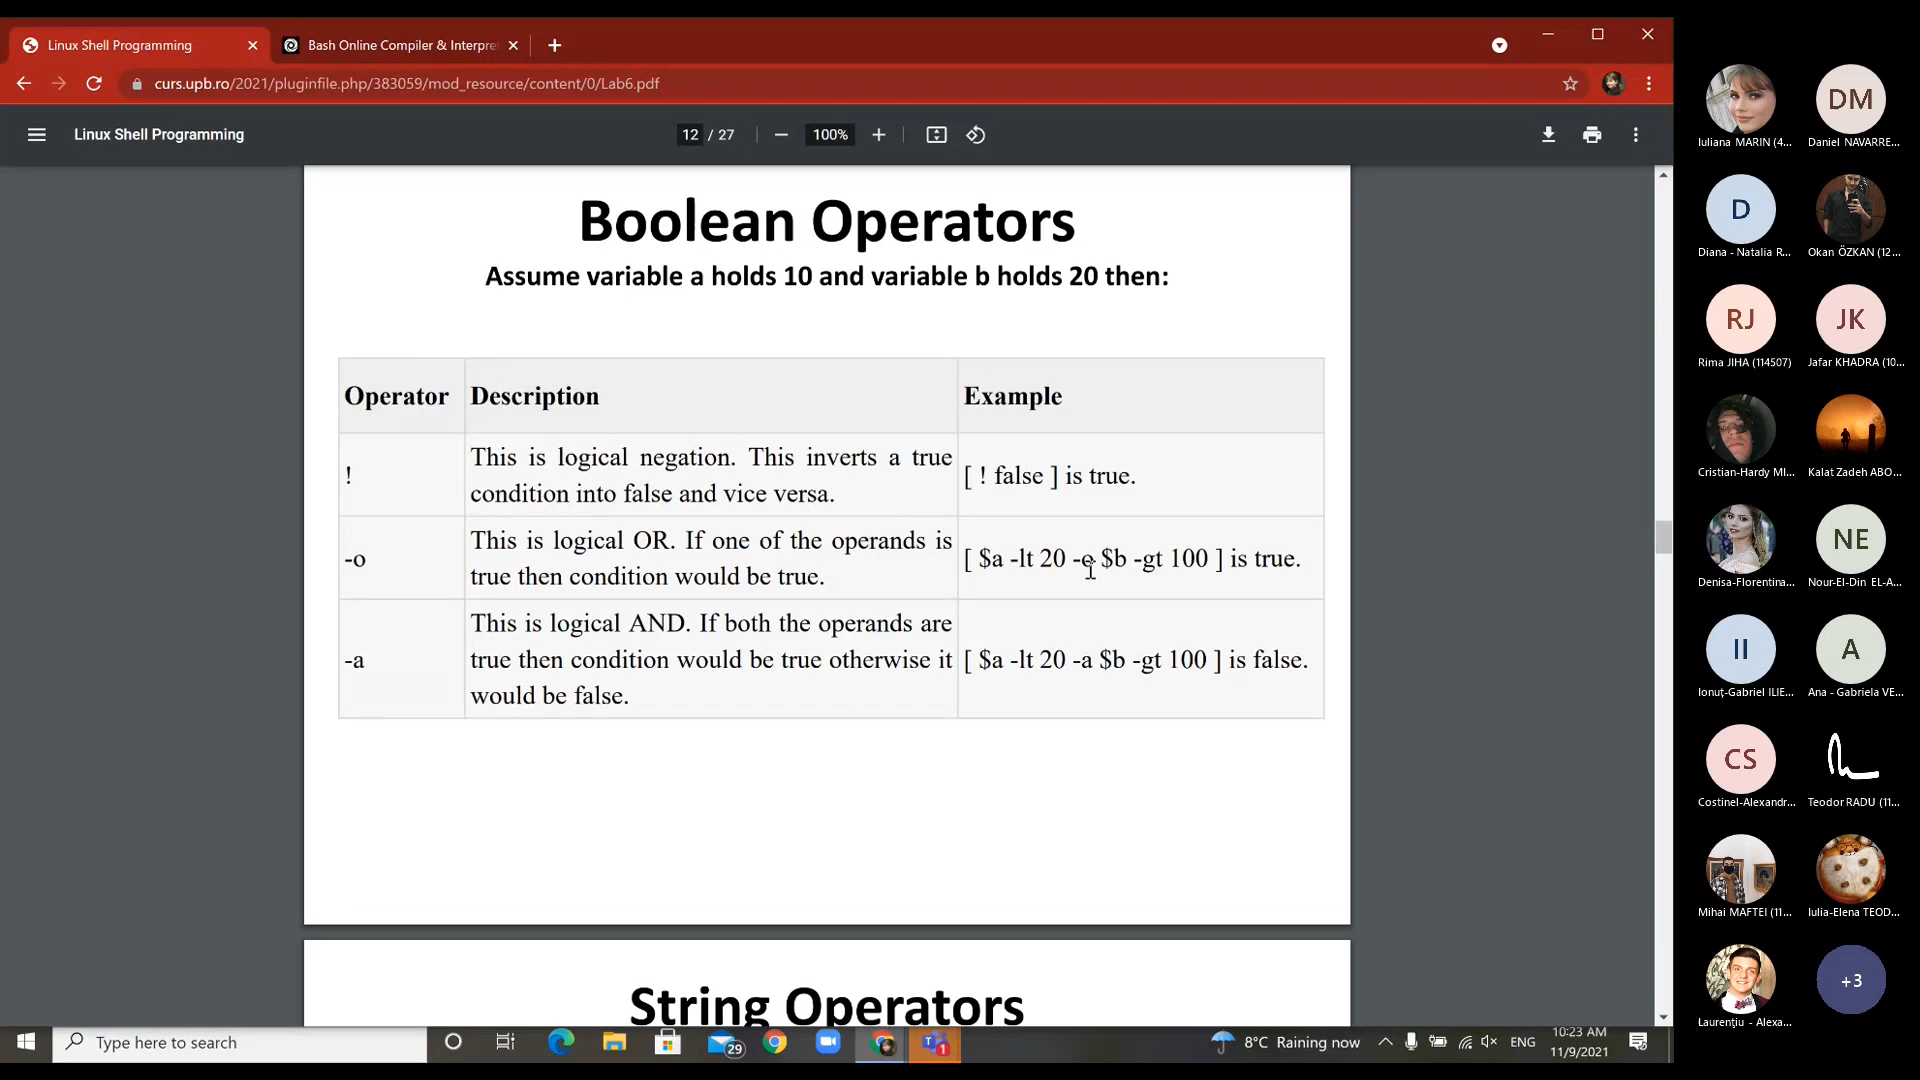 Linux Shell Programming
Bash Online Compiler & Interpre
curs.upb.ro/2021/pluginfile.php/383059/mod_resource/content/0/Lab6.pdf
Linux Shell Programming
12 / 27
100%
Boolean Operators
Assume variable a holds 10 and variable b holds 20 then:
Operator Description Example
!
This is logical negation. This inverts a true
condition into false and vice versa.
[ ! false ] is true.
-o
This is logical OR. If one of the operands is
true then condition would be true.
[ $a -lt 20 -o $b -gt 100 ] is true.
-a
This is logical AND. If both the operands are
true then condition would be true otherwise it
would be false.
[ $a -lt 20 -a $b -gt 100 ] is false.
String Operators
Iuliana MARIN (4...
DM
Daniel NAVARRE...
D
Diana - Natalia R...
Okan ÖZKAN (12...
RJ
Rima JIHA (114507)
JK
Jafar KHADRA (10...
Cristian-Hardy MI...
Kalat Zadeh ABO...
Denisa-Florentina...
NE
Nour-El-Din EL-A...
II
Ionuț-Gabriel ILIE...
A
Ana - Gabriela VE...
CS
Costinel-Alexandr...
Teodor RADU (11...
Mihai MAFTEI (11...
Iulia-Elena TEOD...
Laurențiu - Alexa...
+3
Type here to search
29
1
8°C Raining now
ENG
10:23 AM
11/9/2021